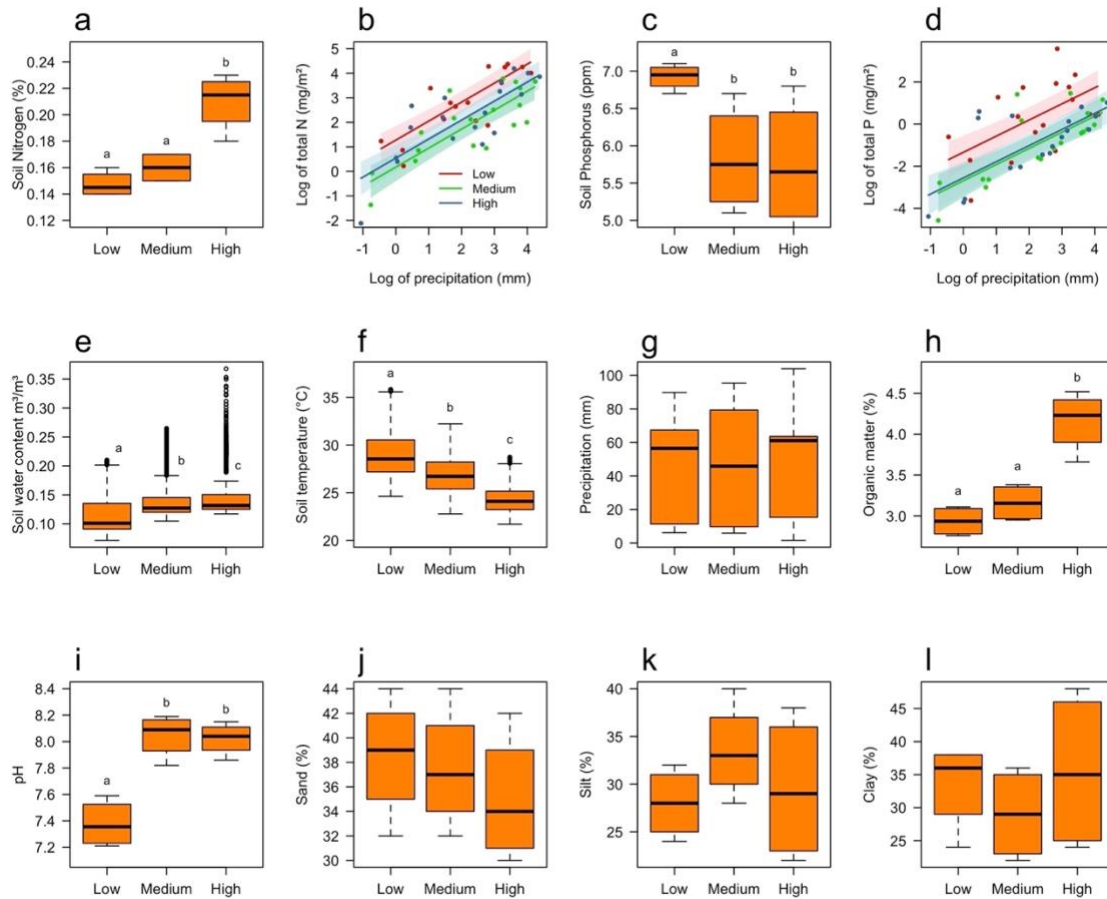 a
Soil Nitrogen (%)
0.24
0.22
0.20
0.18
0.16
0.14
0.12
a
a
b
Low Medium High
b
Log of total N (mg/m²)
5
4
3
2
1
0
-1
-2
Low
Medium
High
-1 0 1 2 3 4
Log of precipitation (mm)
c
Soil Phosphorus (ppm)
7.0
6.5
6.0
5.5
5.0
a
b
b
Low Medium High
d
Log of total P (mg/m²)
2
0
-2
-4
-1 0 1 2 3 4
Log of precipitation (mm)
e
Soil water content m³/m³
0.35
0.30
0.25
0.20
0.15
0.10
a
b
c
Low Medium High
f
Soil temperature (°C)
35
30
25
20
a
b
c
Low Medium High
g
Precipitation (mm)
100
80
60
40
20
0
Low Medium High
h
Organic matter (%)
4.5
4.0
3.5
3.0
a
a
b
Low Medium High
i
pH
8.4
8.2
8.0
7.8
7.6
7.4
7.2
a
b
b
Low Medium High
j
Sand (%)
44
42
40
38
36
34
32
30
Low Medium High
k
Silt (%)
40
35
30
25
Low Medium High
l
Clay (%)
45
40
35
30
25
Low Medium High